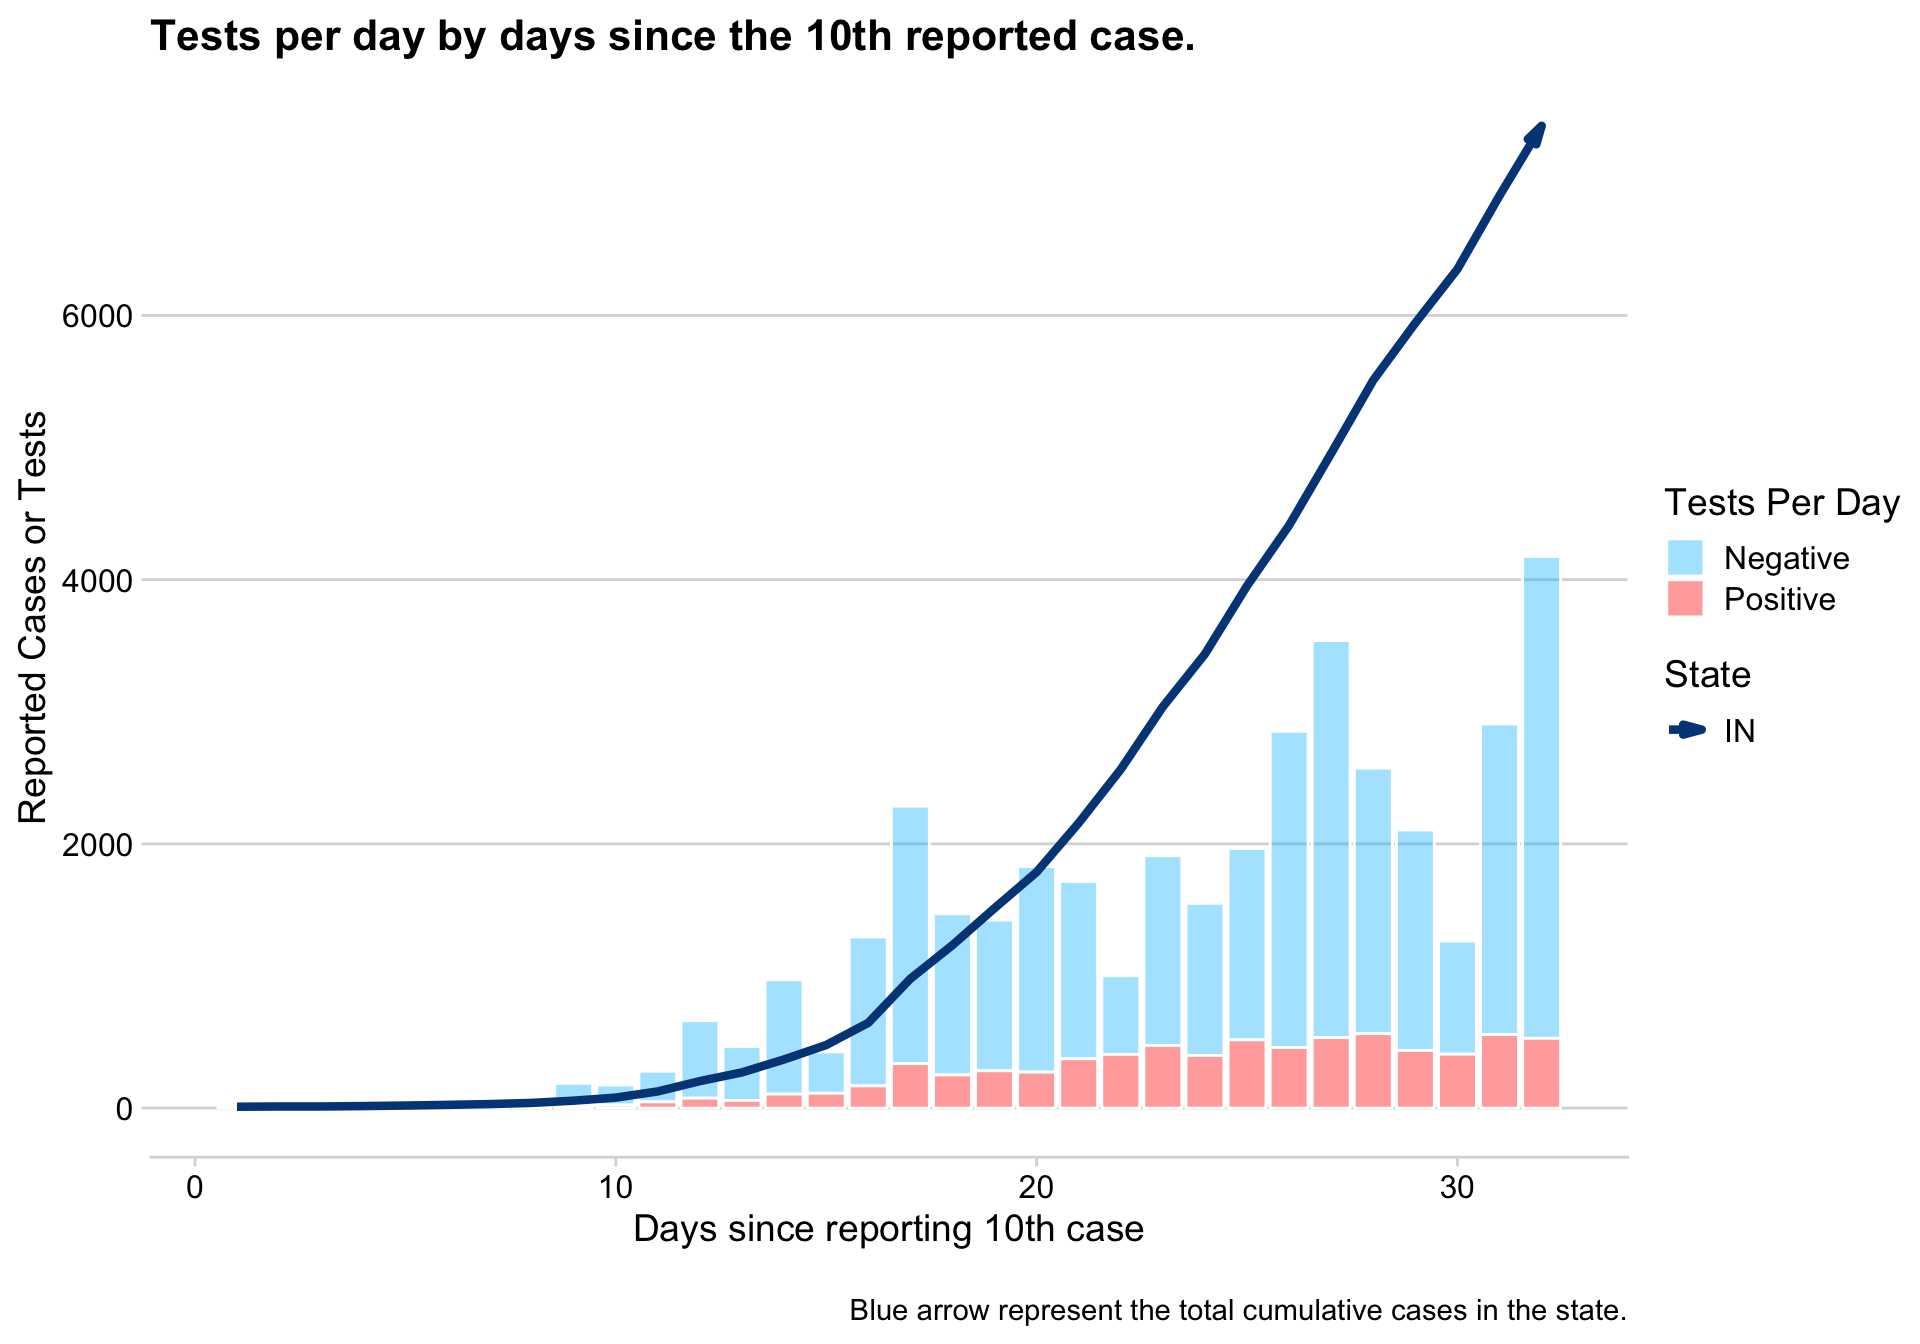 Tests per day by days since the 10th reported case.
Reported Cases or Tests
6000
4000
2000
0
0 10 20 30
Days since reporting 10th case
Tests Per Day
Negative
Positive
State
IN
Blue arrow represent the total cumulative cases in the state.